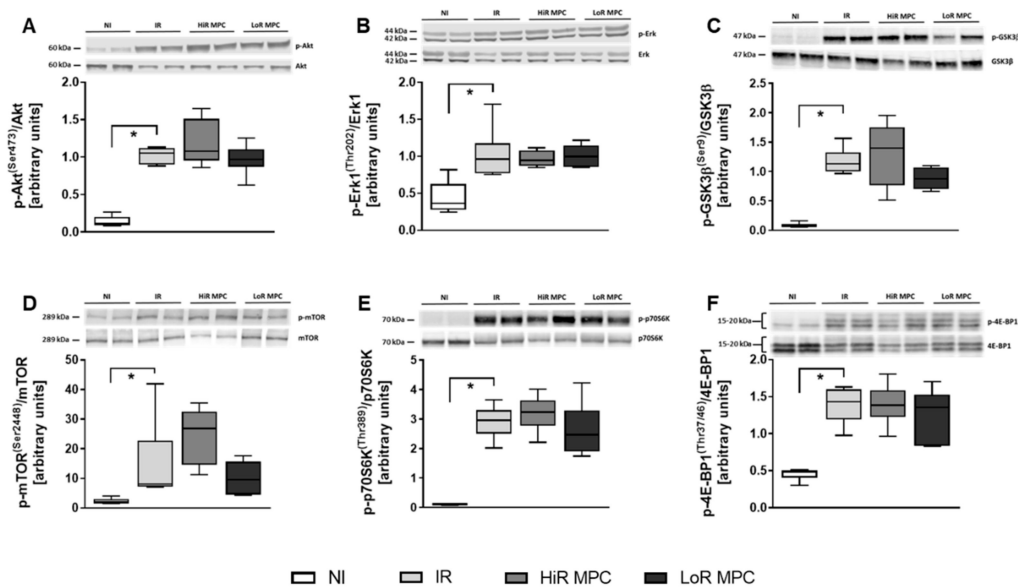 A
NI IR HiR MPC LoR MPC
60 kDa p-Akt
60 kDa Akt
p-Akt(Ser473)/Akt
[arbitrary units]
2.0
1.5
1.0
0.5
0.0
*
B
NI IR HiR MPC LoR MPC
44 kDa
42 kDa
p-Erk
44 kDa
42 kDa
Erk
p-Erk1(Thr202)/Erk1
[arbitrary units]
2.0
1.5
1.0
0.5
0.0
*
C
NI IR HiR MPC LoR MPC
47 kDa p-GSK3β
47 kDa GSK3β
p-GSK3β(Ser9)/GSK3β
[arbitrary units]
2.5
2.0
1.5
1.0
0.5
0.0
*
D
NI IR HiR MPC LoR MPC
289 kDa p-mTOR
289 kDa mTOR
p-mTOR(Ser2448)/mTOR
[arbitrary units]
50
40
30
20
10
0
*
E
NI IR HiR MPC LoR MPC
70 kDa p-p70S6K
70 kDa p70S6K
p-p70S6K(Thr389)/p70S6K
[arbitrary units]
5
4
3
2
1
0
*
F
NI IR HiR MPC LoR MPC
15-20 kDa p-4E-BP1
15-20 kDa 4E-BP1
p-4E-BP1(Thr37/46)/4E-BP1
[arbitrary units]
2.0
1.5
1.0
0.5
0.0
*
NI IR HiR MPC LoR MPC